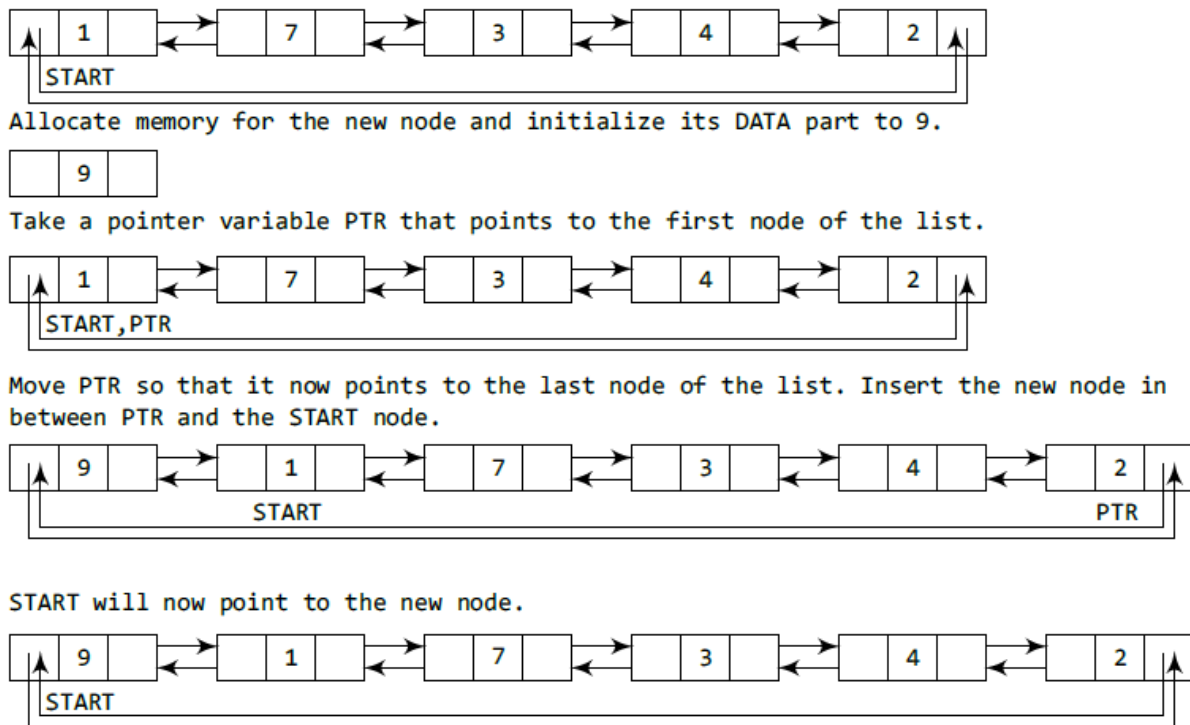 1 7 3 4 2
START
Allocate memory for the new node and initialize its DATA part to 9.
9
Take a pointer variable PTR that points to the first node of the list.
1 7 3 4 2
START,PTR
Move PTR so that it now points to the last node of the list. Insert the new node in
between PTR and the START node.
9 1 7 3 4 2
START PTR
START will now point to the new node.
9 1 7 3 4 2
START